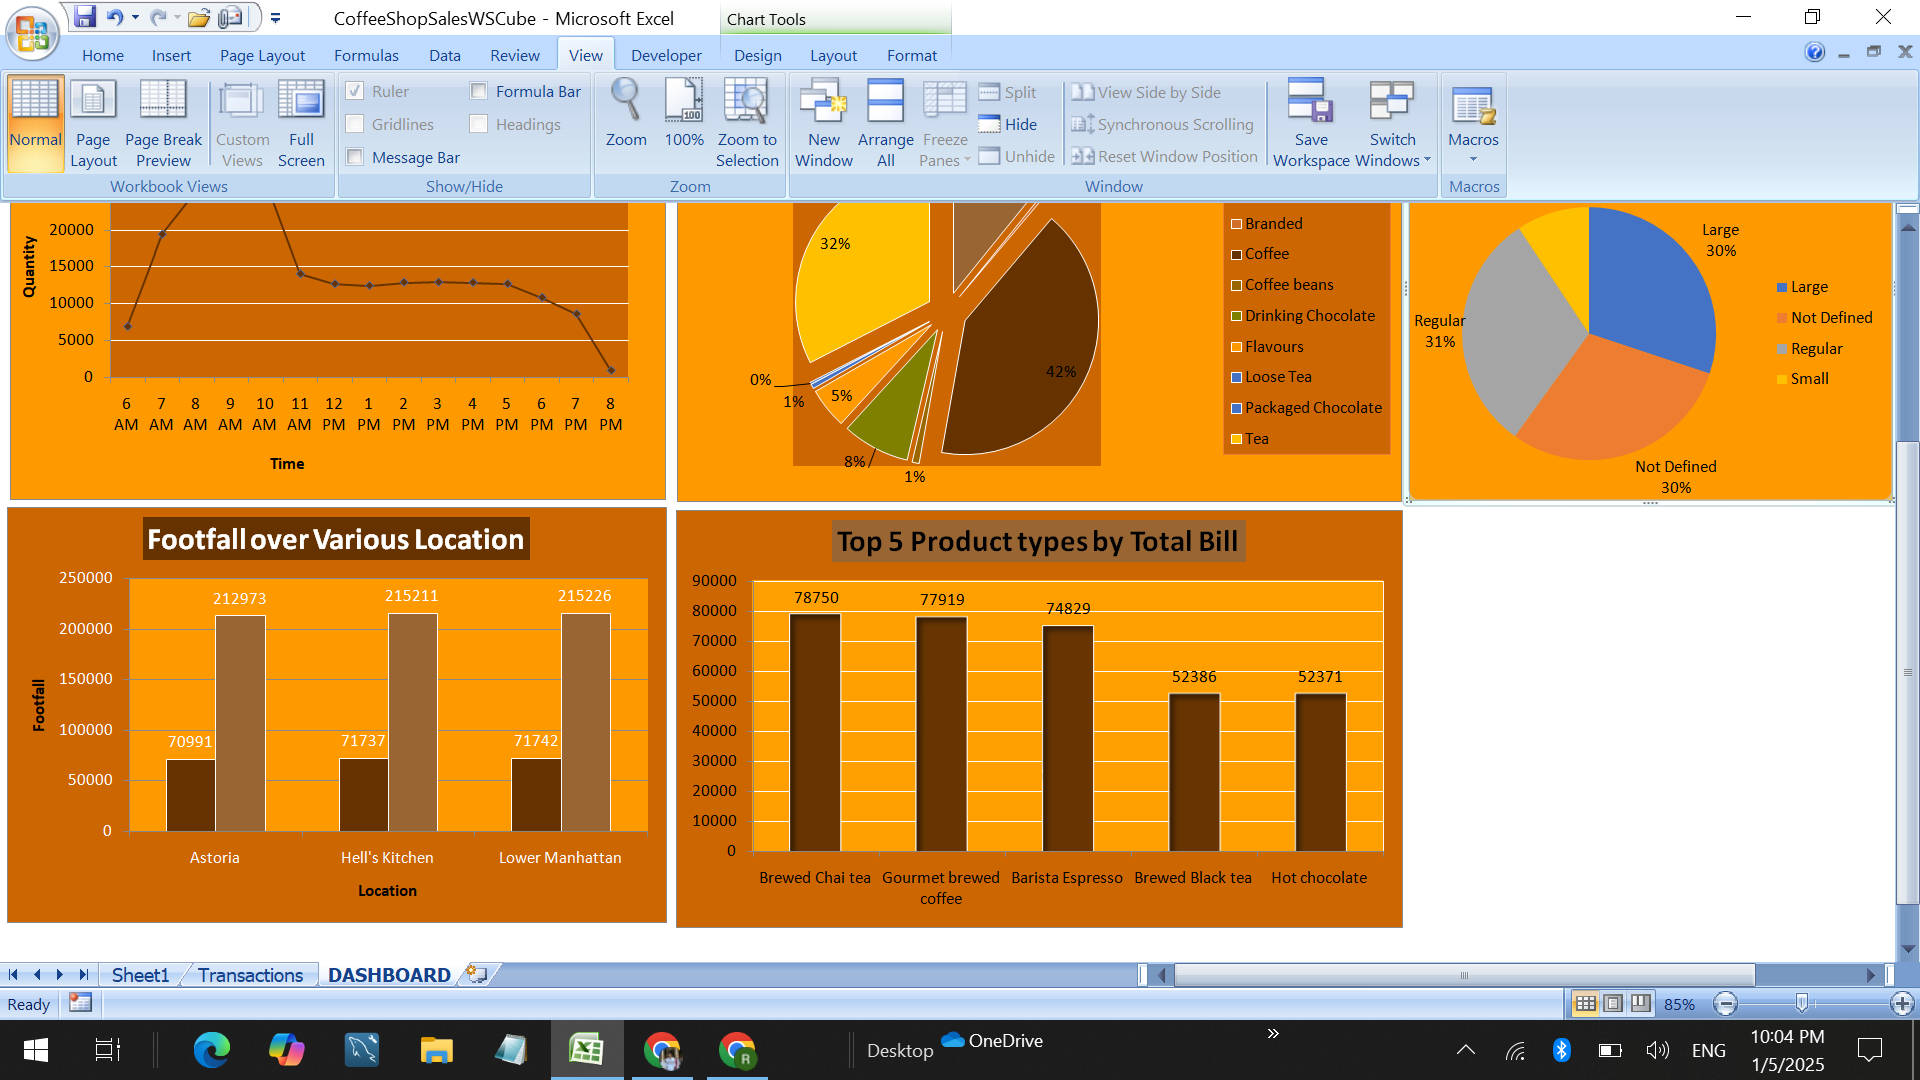 CoffeeShopSalesWSCube - Microsoft Excel
Chart Tools
Home Insert Page Layout Formulas Data Review View Developer Design Layout Format
Normal
Page Layout
Page Break Preview
Custom Views
Full Screen
Workbook Views
Ruler
Formula Bar
Gridlines
Headings
Message Bar
Show/Hide
Zoom
100%
Zoom to Selection
Zoom
New Window
Arrange All
Freeze Panes
Split
Hide
Unhide
View Side by Side
Synchronous Scrolling
Reset Window Position
Save Workspace
Switch Windows
Window
Macros
Macros
Quantity
20000
15000
10000
5000
0
6 AM 7 AM 8 AM 9 AM 10 AM 11 AM 12 PM 1 PM 2 PM 3 PM 4 PM 5 PM 6 PM 7 PM 8 PM
Time
32%
42%
0%
1%
5%
8%
1%
Branded
Coffee
Coffee beans
Drinking Chocolate
Flavours
Loose Tea
Packaged Chocolate
Tea
Large
30%
Regular
31%
Not Defined
30%
Large
Not Defined
Regular
Small
Footfall over Various Location
Footfall
250000
200000
150000
100000
50000
0
212973
215211
215226
70991
71737
71742
Astoria Hell's Kitchen Lower Manhattan
Location
Top 5 Product types by Total Bill
90000
80000
70000
60000
50000
40000
30000
20000
10000
0
78750
77919
74829
52386
52371
Brewed Chai tea Gourmet brewed coffee Barista Espresso Brewed Black tea Hot chocolate
Sheet1 Transactions DASHBOARD
Ready
85%
Desktop
OneDrive
ENG
10:04 PM
1/5/2025